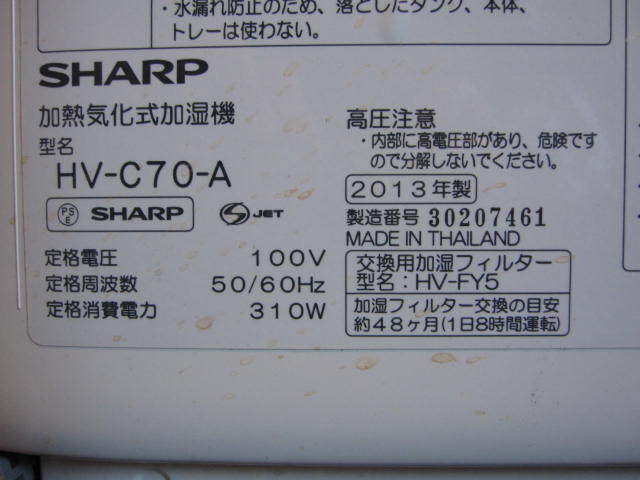 ・水漏れ防止のため、落としたタンク、本体、
トレーは使わない。
SHARP
加熱気化式加湿機
型名
HV-C70-A
PS E SHARP
S JET
定格電圧 100V
定格周波数 50/60Hz
定格消費電力 310W
高圧注意
・内部に高電圧部があり、危険です
ので分解しないでください。
2013年製
製造番号 30207461
MADE IN THAILAND
交換用加湿フィルター
型名：HV-FY5
加湿フィルター交換の目安
約48ヶ月(1日8時間運転)